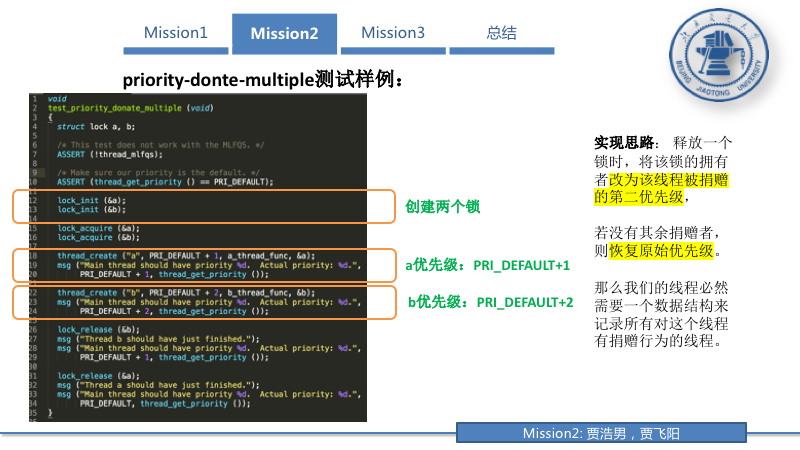 Mission1
Mission2
Mission3
总结
BEIJING JIAOTONG UNIVERSITY
priority-donte-multiple测试样例：
1 void
2 test_priority_donate_multiple (void)
3 {
4 struct lock a, b;
5
6 /* This test does not work with the MLFQS. */
7 ASSERT (!thread_mlfqs);
8
9 /* Make sure our priority is the default. */
10 ASSERT (thread_get_priority () == PRI_DEFAULT);
11
12 lock_init (&a);
13 lock_init (&b);
14
15 lock_acquire (&a);
16 lock_acquire (&b);
17
18 thread_create ("a", PRI_DEFAULT + 1, a_thread_func, &a);
19 msg ("Main thread should have priority %d.  Actual priority: %d.",
20 PRI_DEFAULT + 1, thread_get_priority ());
21
22 thread_create ("b", PRI_DEFAULT + 2, b_thread_func, &b);
23 msg ("Main thread should have priority %d.  Actual priority: %d.",
24 PRI_DEFAULT + 2, thread_get_priority ());
25
26 lock_release (&b);
27 msg ("Thread b should have just finished.");
28 msg ("Main thread should have priority %d.  Actual priority: %d.",
29 PRI_DEFAULT + 1, thread_get_priority ());
30
31 lock_release (&a);
32 msg ("Thread a should have just finished.");
33 msg ("Main thread should have priority %d.  Actual priority: %d.",
34 PRI_DEFAULT, thread_get_priority ());
35 }
创建两个锁
a优先级：PRI_DEFAULT+1
b优先级：PRI_DEFAULT+2
实现思路： 释放一个
锁时，将该锁的拥有
者改为该线程被捐赠
的第二优先级，
若没有其余捐赠者，
则恢复原始优先级。
那么我们的线程必然
需要一个数据结构来
记录所有对这个线程
有捐赠行为的线程。
Mission2: 贾浩男，贾飞阳